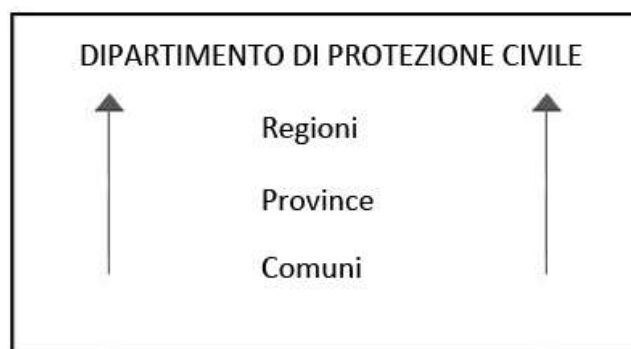 DIPARTIMENTO DI PROTEZIONE CIVILE
Regioni
Province
Comuni